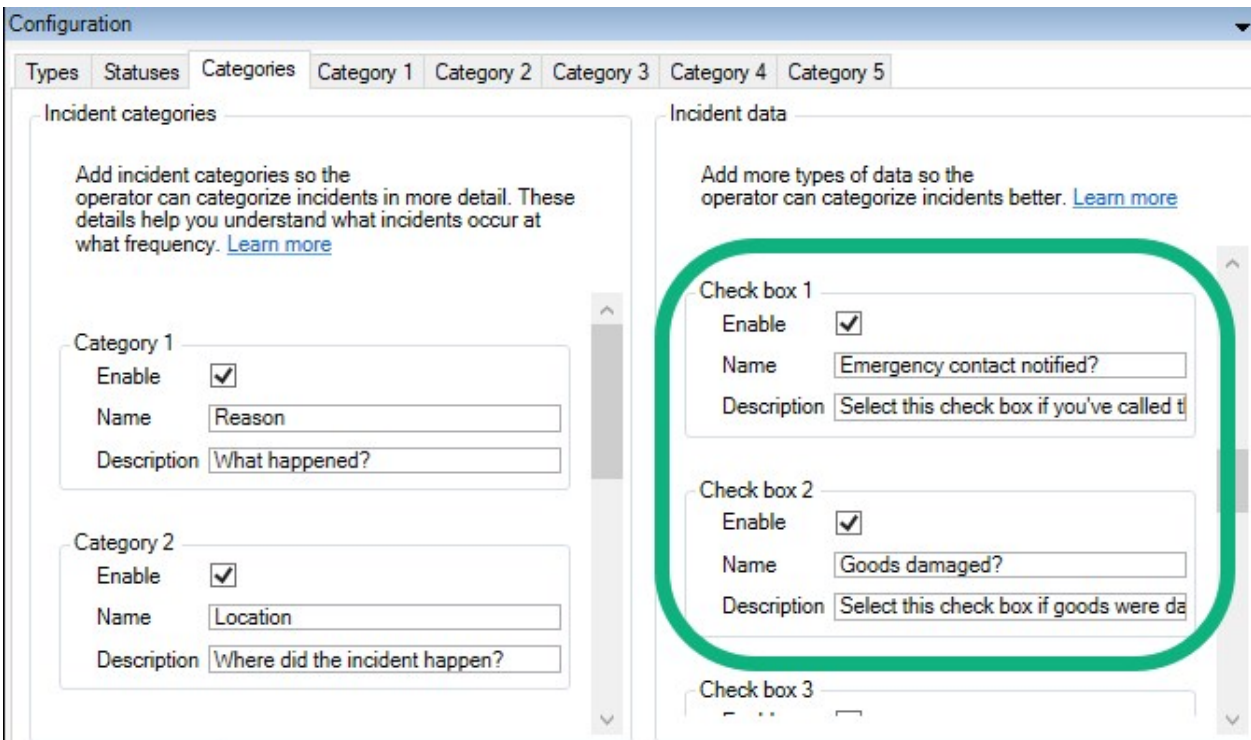 Configuration
Types Statuses Categories Category 1 Category 2 Category 3 Category 4 Category 5
Incident categories
Add incident categories so the
operator can categorize incidents in more detail. These
details help you understand what incidents occur at
what frequency. Learn more
Category 1
Enable
Name Reason
Description What happened?
Category 2
Enable
Name Location
Description Where did the incident happen?
Incident data
Add more types of data so the
operator can categorize incidents better. Learn more
Check box 1
Enable
Name Emergency contact notified?
Description Select this check box if you've called
Check box 2
Enable
Name Goods damaged?
Description Select this check box if goods were da
Check box 3